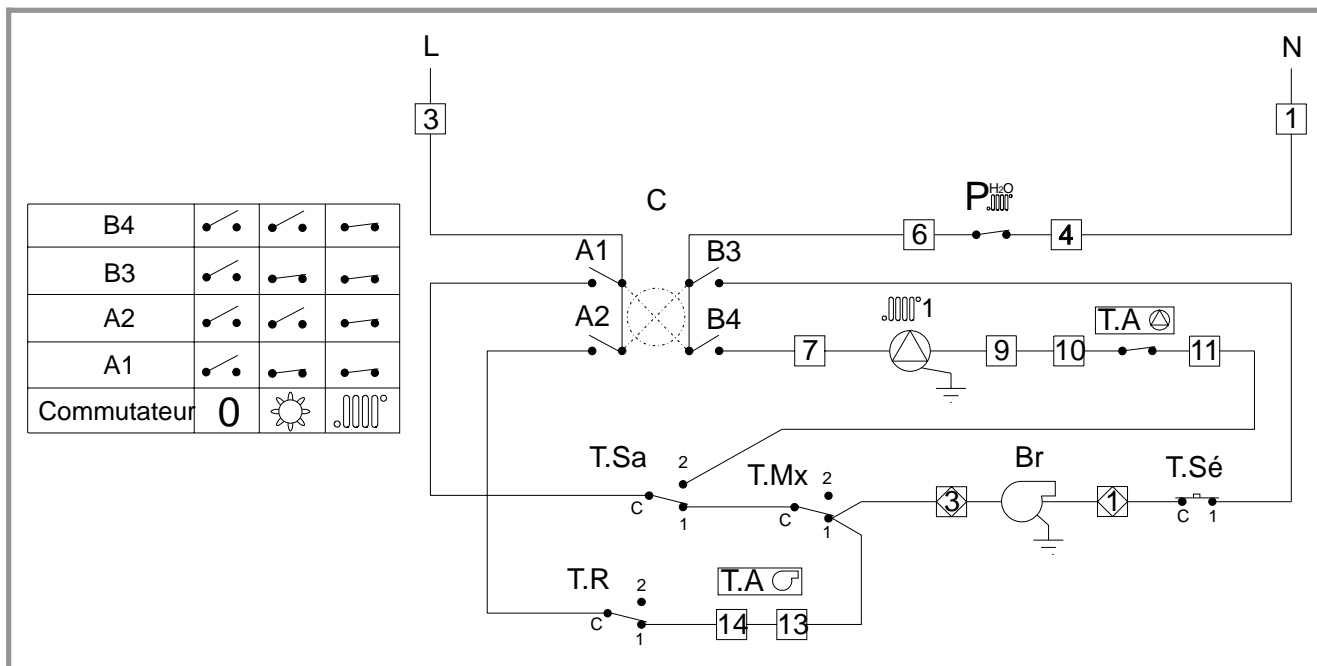 L N
3 1
C
P H2O
6 4
B4
B3
A2
A1
Commutateur 0
A1 B3
A2 B4
1
T.A
7 9 10 11
T.Sa 2
C 1
T.Mx 2
C 1
Br
3 1
T.Sé
C 1
T.R 2
C 1
T.A
14 13